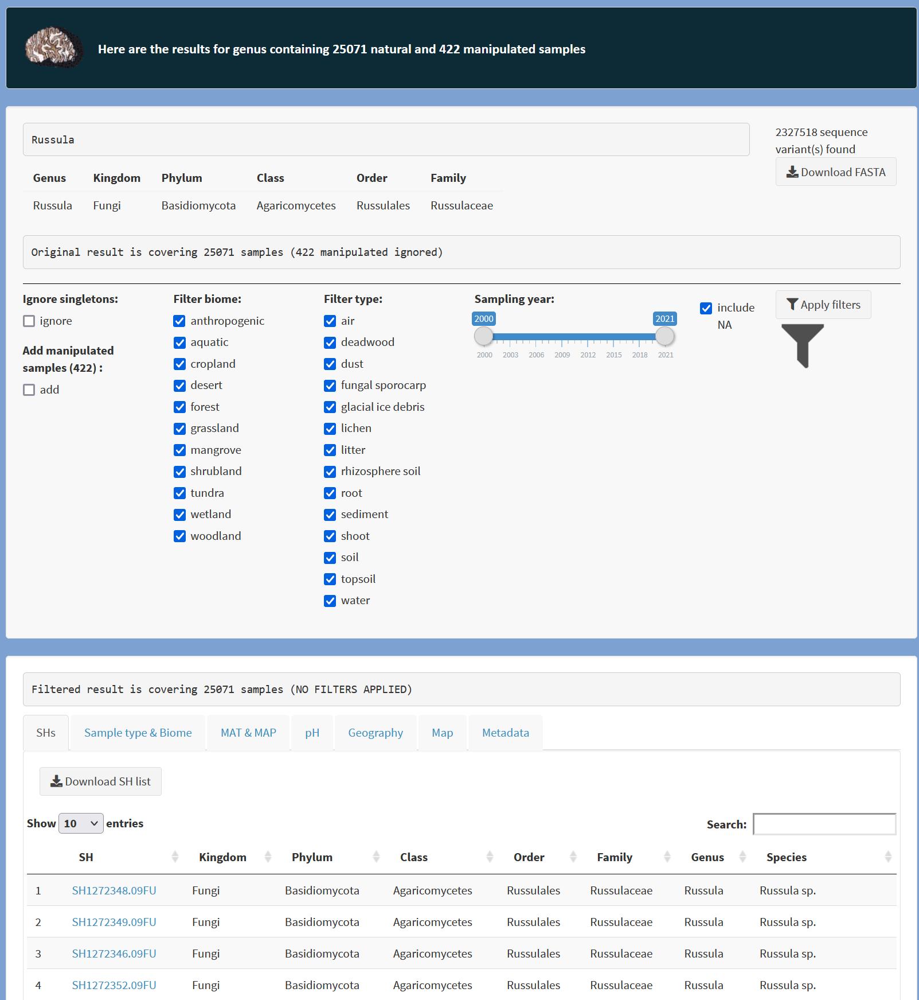 Here are the results for genus containing 25071 natural and 422 manipulated samples
Russula
2327518 sequence
variant(s) found
Download FASTA
Genus Kingdom Phylum Class Order Family
Russula Fungi Basidiomycota Agaricomycetes Russulales Russulaceae
Original result is covering 25071 samples (422 manipulated ignored)
Ignore singletons:
ignore
Add manipulated
samples (422) :
add
Filter biome:
anthropogenic
aquatic
cropland
desert
forest
grassland
mangrove
shrubland
tundra
wetland
woodland
Filter type:
air
deadwood
dust
fungal sporocarp
glacial ice debris
lichen
litter
rhizosphere soil
root
sediment
shoot
soil
topsoil
water
Sampling year:
2000 2021
2000 2003 2006 2009 2012 2015 2018 2021
include
NA
Apply filters
Filtered result is covering 25071 samples (NO FILTERS APPLIED)
SHs Sample type & Biome MAT & MAP pH Geography Map Metadata
Download SH list
Show 10 entries
Search:
SH Kingdom Phylum Class Order Family Genus Species
1 SH1272348.09FU Fungi Basidiomycota Agaricomycetes Russulales Russulaceae Russula Russula sp.
2 SH1272349.09FU Fungi Basidiomycota Agaricomycetes Russulales Russulaceae Russula Russula sp.
3 SH1272346.09FU Fungi Basidiomycota Agaricomycetes Russulales Russulaceae Russula Russula sp.
4 SH1272352.09FU Fungi Basidiomycota Agaricomycetes Russulales Russulaceae Russula Russula sp.